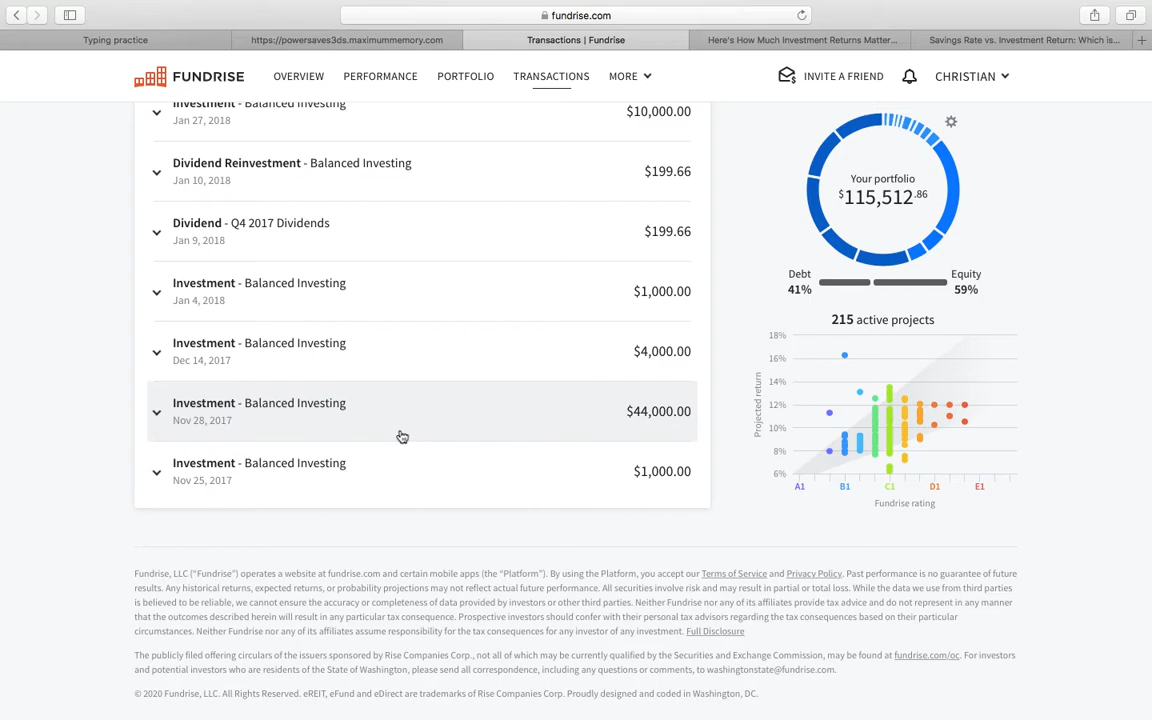 fundrise.com
Typing practice
https://powersaves3ds.maximummemory.com
Transactions | Fundrise
Here's How Much Investment Returns Matter...
Savings Rate vs. Investment Return: Which is...
FUNDRISE
OVERVIEW
PERFORMANCE
PORTFOLIO
TRANSACTIONS
MORE
INVITE A FRIEND
CHRISTIAN
Investment - Balanced Investing
Jan 27, 2018
$10,000.00
Dividend Reinvestment - Balanced Investing
Jan 10, 2018
$199.66
Dividend - Q4 2017 Dividends
Jan 9, 2018
$199.66
Investment - Balanced Investing
Jan 4, 2018
$1,000.00
Investment - Balanced Investing
Dec 14, 2017
$4,000.00
Investment - Balanced Investing
Nov 28, 2017
$44,000.00
Investment - Balanced Investing
Nov 25, 2017
$1,000.00
Your portfolio
$115,512.86
Debt
41%
Equity
59%
215 active projects
18%
16%
14%
12%
10%
8%
6%
Projected return
A1
B1
C1
D1
E1
Fundrise rating
Fundrise, LLC (“Fundrise”) operates a website at fundrise.com and certain mobile apps (the “Platform”). By using the Platform, you accept our Terms of Service and Privacy Policy. Past performance is no guarantee of future
results. Any historical returns, expected returns, or probability projections may not reflect actual future performance. All securities involve risk and may result in partial or total loss. While the data we use from third parties
is believed to be reliable, we cannot ensure the accuracy or completeness of data provided by investors or other third parties. Neither Fundrise nor any of its affiliates provide tax advice and do not represent in any manner
that the outcomes described herein will result in any particular tax consequence. Prospective investors should confer with their personal tax advisors regarding the tax consequences based on their particular
circumstances. Neither Fundrise nor any of its affiliates assume responsibility for the tax consequences for any investor of any investment. Full Disclosure
The publicly filed offering circulars of the issuers sponsored by Rise Companies Corp., not all of which may be currently qualified by the Securities and Exchange Commission, may be found at fundrise.com/oc. For investors
and potential investors who are residents of the State of Washington, please send all correspondence, including any questions or comments, to washingtonstate@fundrise.com.
© 2020 Fundrise, LLC. All Rights Reserved. eREIT, eFund and eDirect are trademarks of Rise Companies Corp. Proudly designed and coded in Washington, DC.